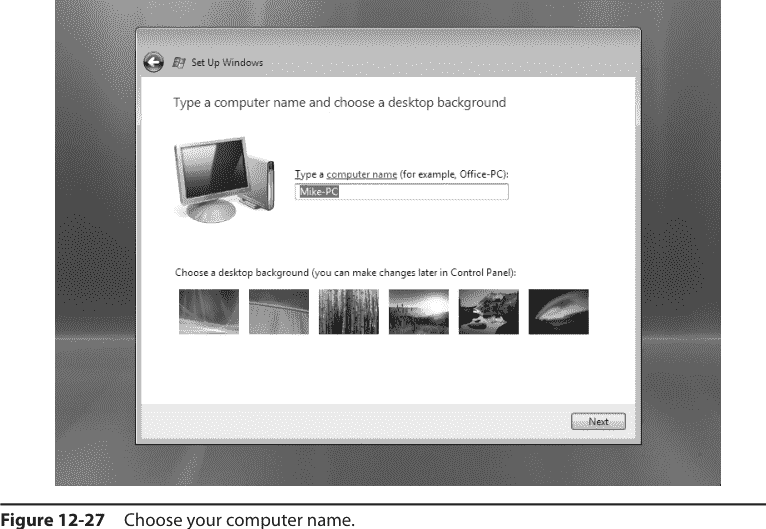 Set Up Windows
Type a computer name and choose a desktop background
Type a computer name (for example, Office-PC):
Mike-PC
Choose a desktop background (you can make changes later in Control Panel):
Next
Figure 12-27 Choose your computer name.